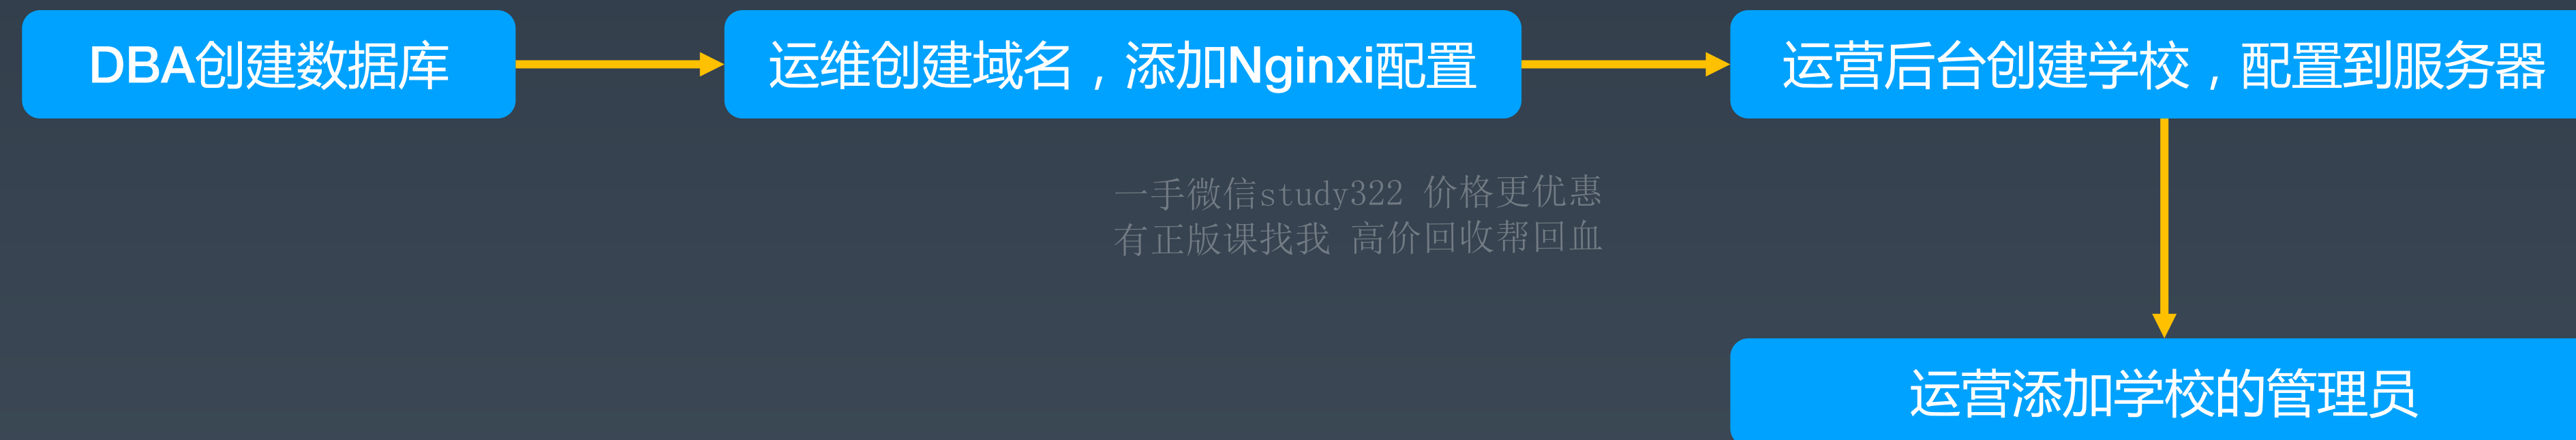 DBA创建数据库
运维创建域名，添加Nginxi配置
运营后台创建学校，配置到服务器
一手微信study322 价格更优惠
有正版课找我 高价回收帮回血
运营添加学校的管理员